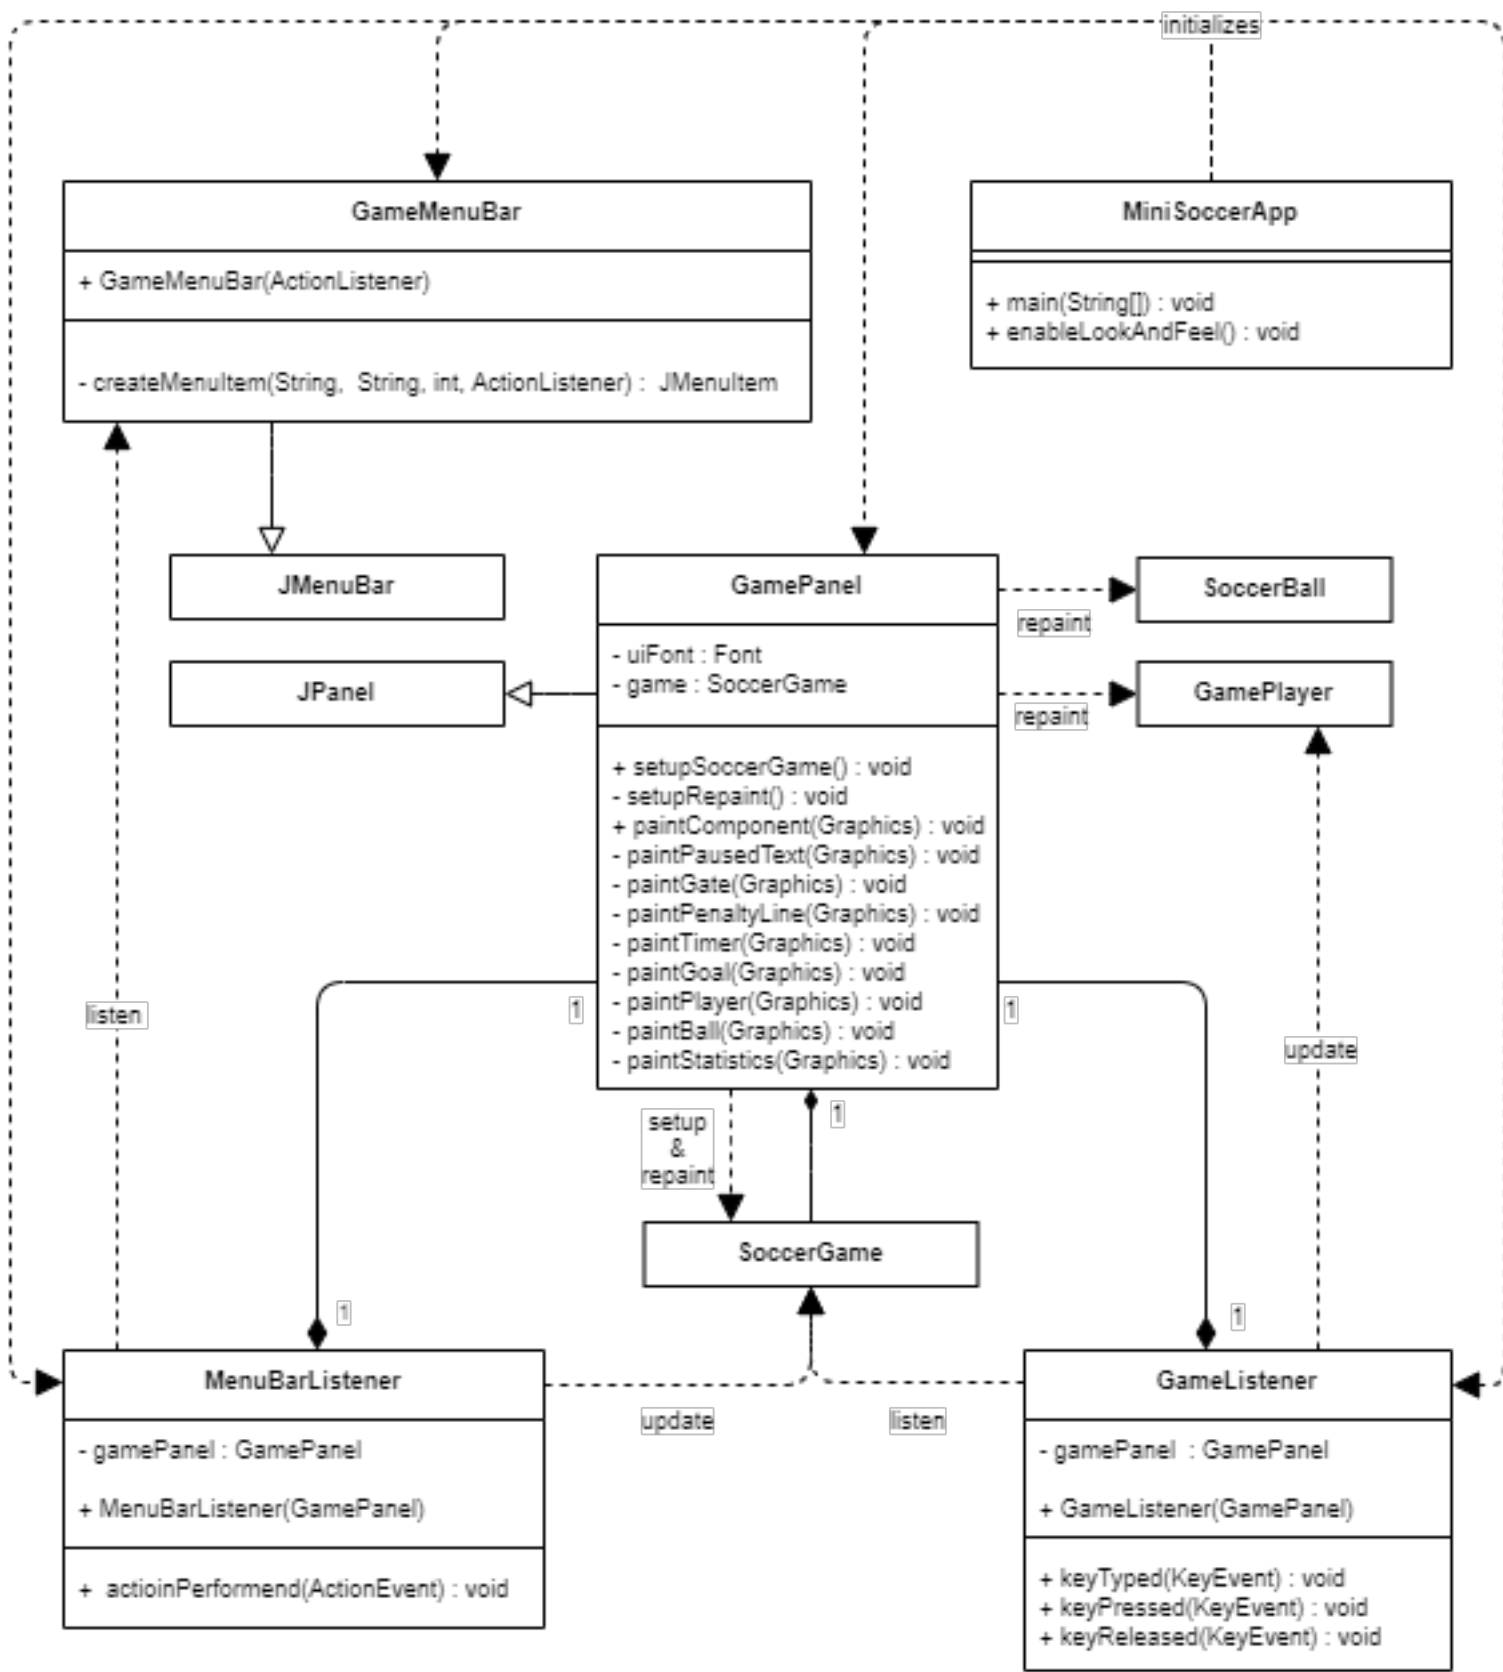 initializes
GameMenuBar
+ GameMenuBar(ActionListener)
- createMenuItem(String,  String, int, ActionListener) :  JMenuItem
MiniSoccerApp
+ main(String[]) : void
+ enableLookAndFeel() : void
JMenuBar
JPanel
GamePanel
- uiFont : Font
- game : SoccerGame
+ setupSoccerGame() : void
- setupRepaint() : void
+ paintComponent(Graphics) : void
- paintPausedText(Graphics) : void
- paintGate(Graphics) : void
- paintPenaltyLine(Graphics) : void
- paintTimer(Graphics) : void
- paintGoal(Graphics) : void
- paintPlayer(Graphics) : void
- paintBall(Graphics) : void
- paintStatistics(Graphics) : void
repaint
SoccerBall
repaint
GamePlayer
listen
1
1
update
setup
&
repaint
1
SoccerGame
1
1
update
listen
MenuBarListener
- gamePanel : GamePanel
+ MenuBarListener(GamePanel)
+  actioinPerformend(ActionEvent) : void
GameListener
- gamePanel  : GamePanel
+ GameListener(GamePanel)
+ keyTyped(KeyEvent) : void
+ keyPressed(KeyEvent) : void
+ keyReleased(KeyEvent) : void